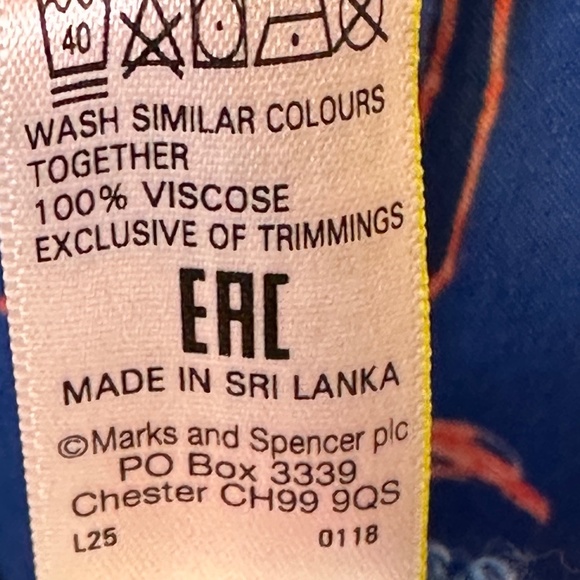 40
WASH SIMILAR COLOURS
TOGETHER
100% VISCOSE
EXCLUSIVE OF TRIMMINGS
EAC
MADE IN SRI LANKA
©Marks and Spencer plc
PO Box 3339
Chester CH99 9QS
L25 0118